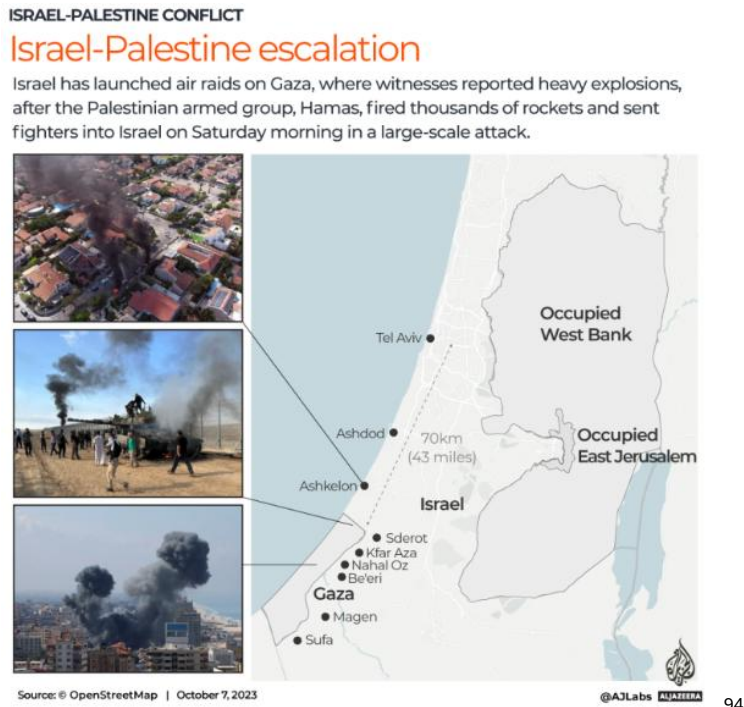 ISRAEL-PALESTINE CONFLICT
Israel-Palestine escalation
Israel has launched air raids on Gaza, where witnesses reported heavy explosions,
after the Palestinian armed group, Hamas, fired thousands of rockets and sent
fighters into Israel on Saturday morning in a large-scale attack.
Occupied
West Bank
Tel Aviv
Ashdod
70km
(43 miles)
Occupied
East Jerusalem
Ashkelon
Israel
Sderot
Kfar Aza
Nahal Oz
Be'eri
Gaza
Magen
Sufa
Source: © OpenStreetMap | October 7, 2023
@AJLabs ALJAZEERA
94